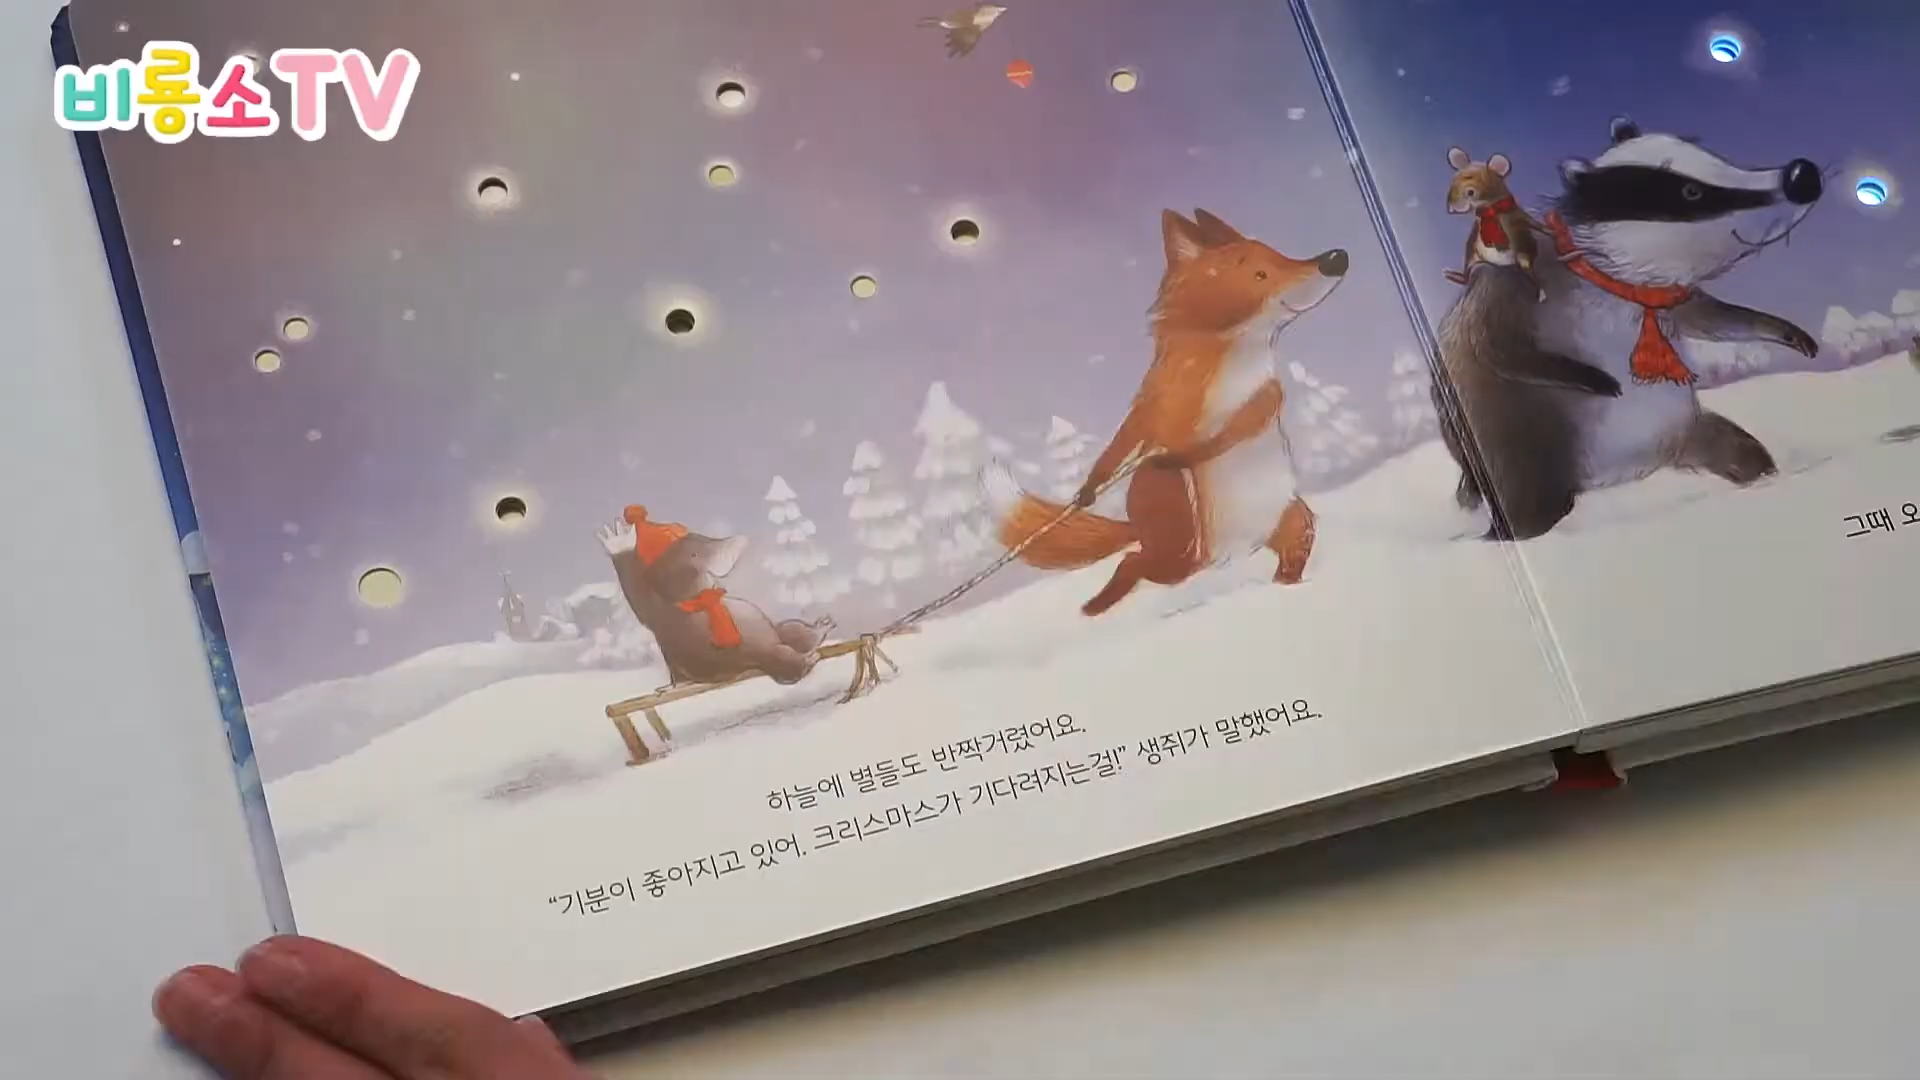 비룡소TV
하늘에 별들도 반짝거렸어요.
“기분이 좋아지고 있어. 크리스마스가 기다려지는걸!” 생쥐가 말했어요.
그때 오